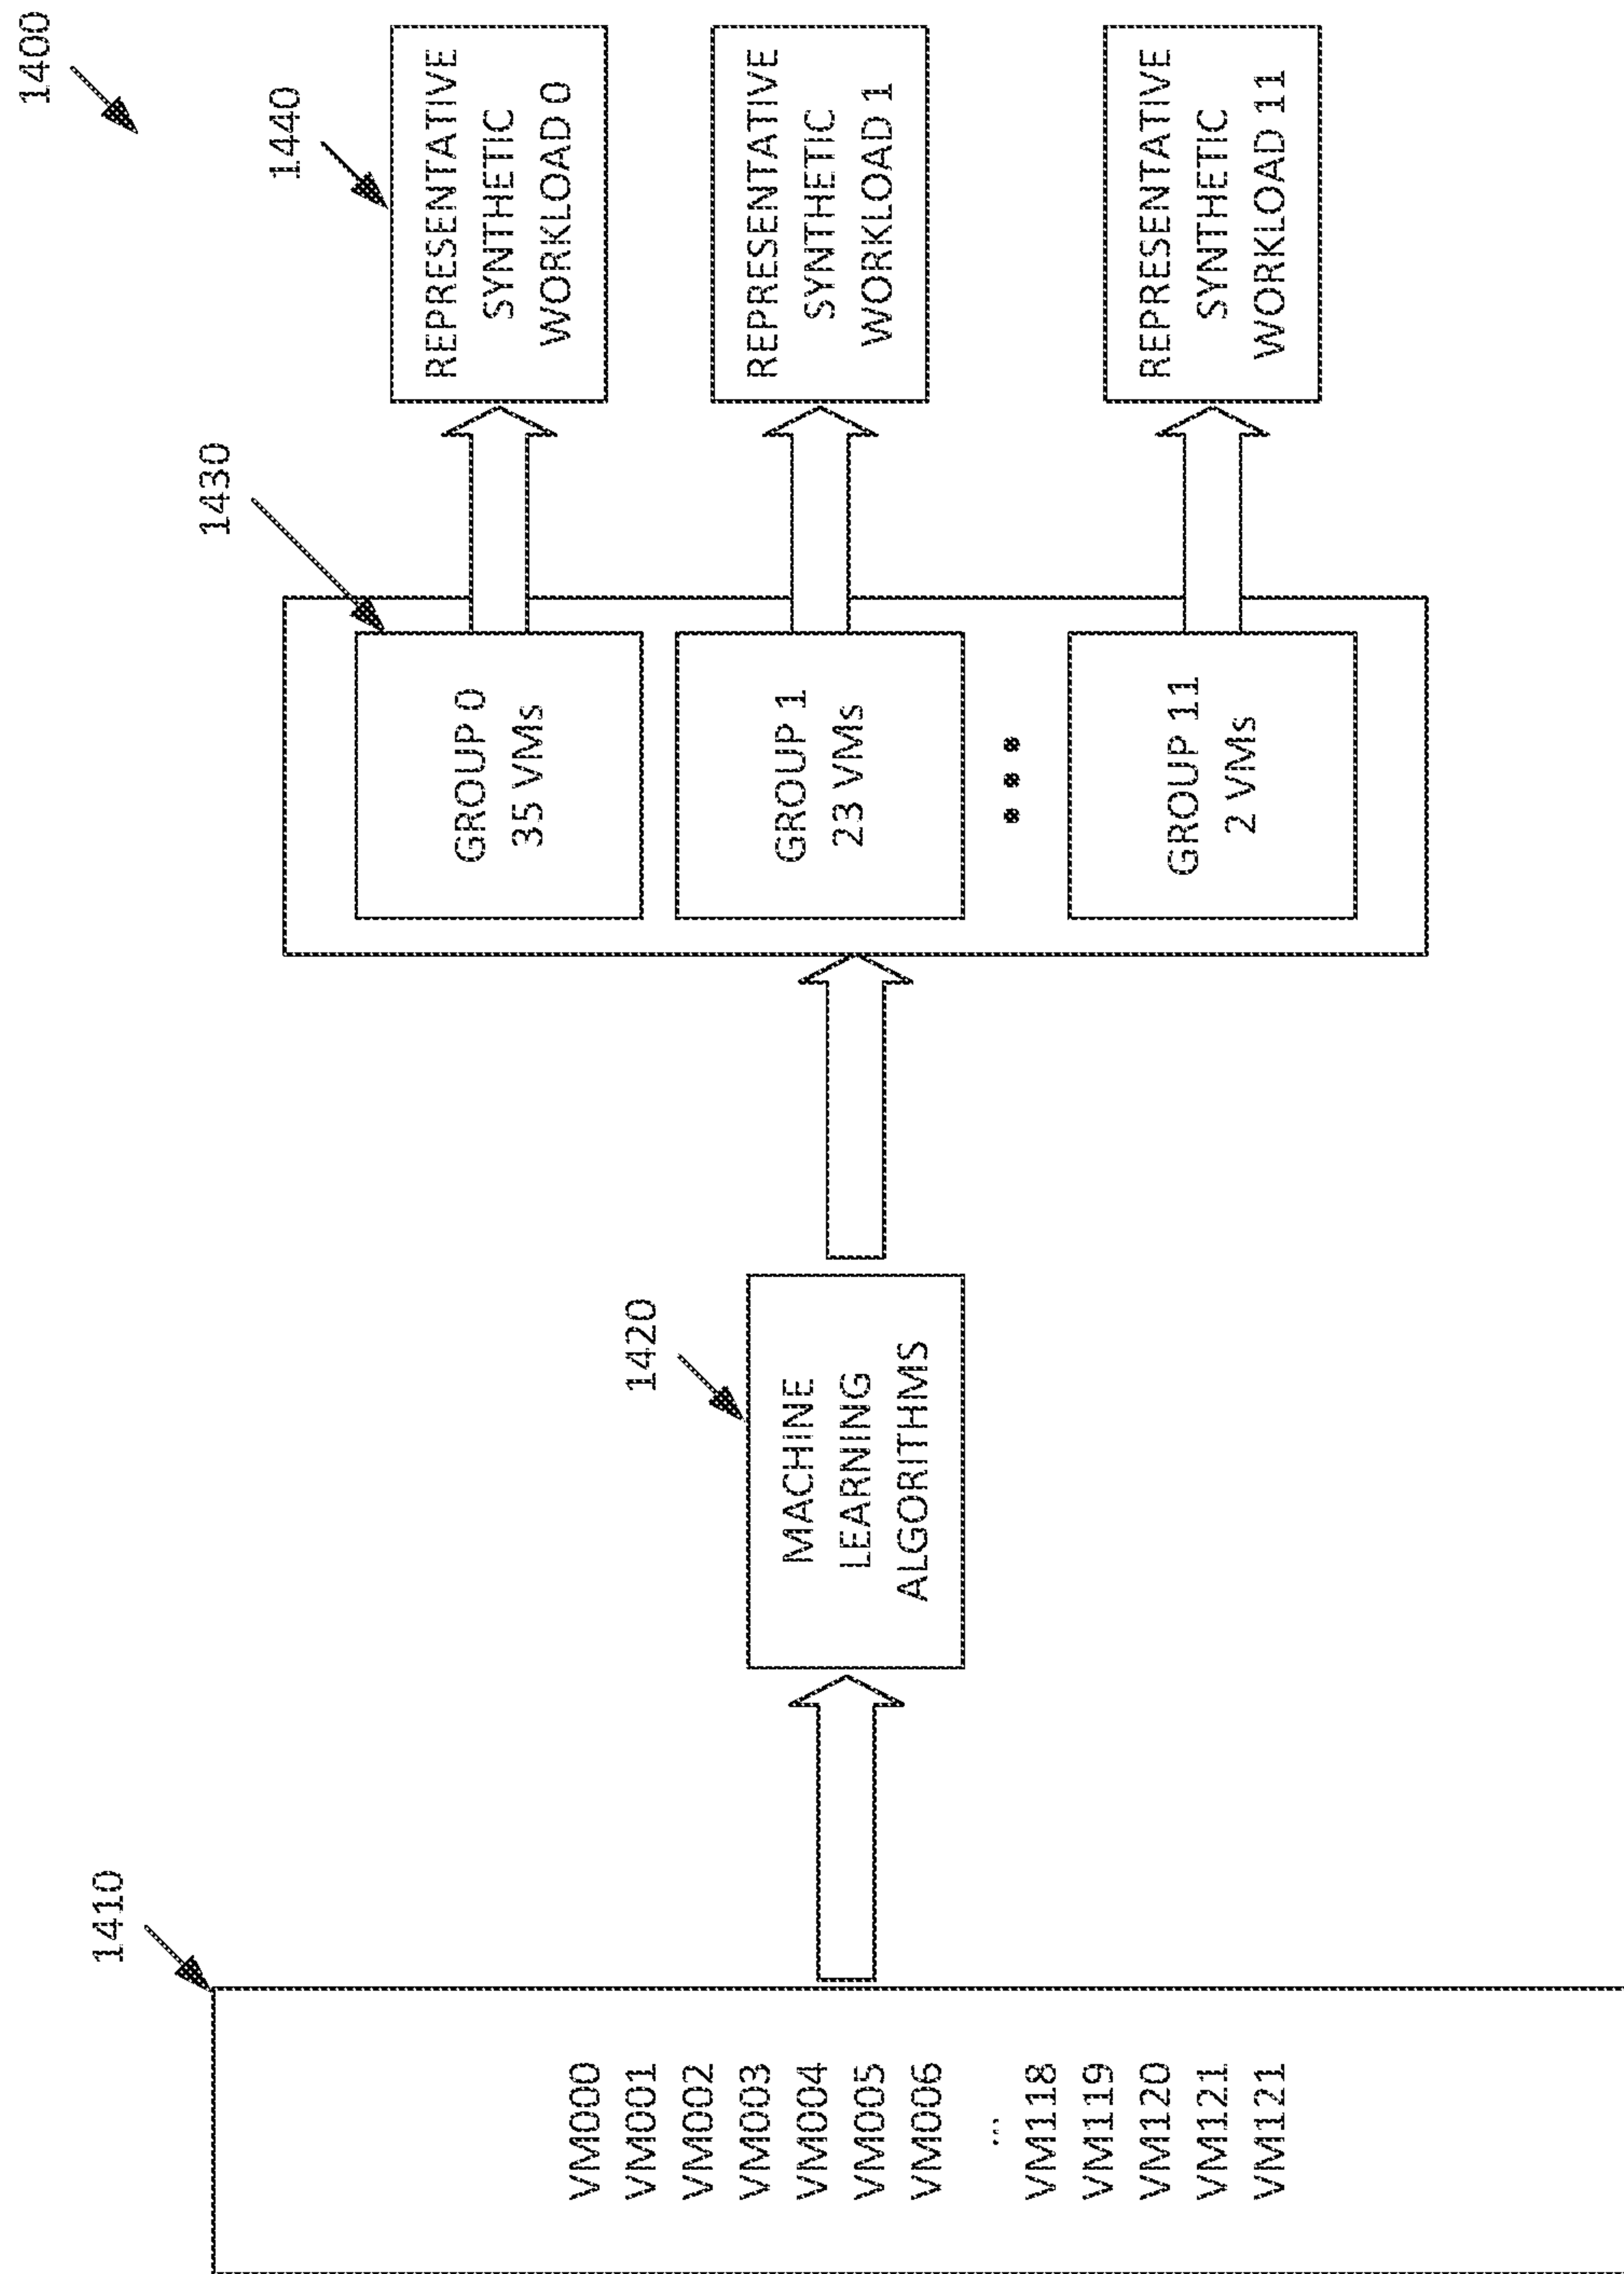 1400
1410
VM000
VM001
VM002
VM003
VM004
VM005
VM006
...
VM118
VM119
VM120
VM121
VM121
1420
MACHINE
LEARNING
ALGORITHMS
1430
GROUP 0
35 VMs
GROUP 1
23 VMs
GROUP 11
2 VMs
1440
REPRESENTATIVE
SYNTHETIC
WORKLOAD 0
REPRESENTATIVE
SYNTHETIC
WORKLOAD 1
REPRESENTATIVE
SYNTHETIC
WORKLOAD 11